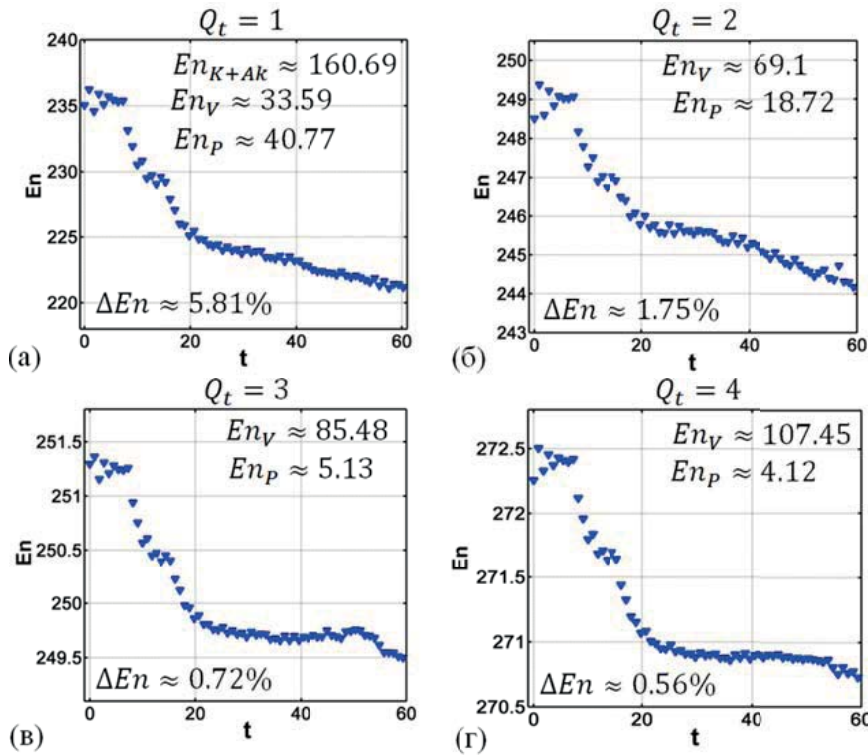 Q_t = 1
En_{K+Ak} ≈ 160.69
En_V ≈ 33.59
En_P ≈ 40.77
240
235
230
225
220
En
ΔEn ≈ 5.81%
0 20 40 60
t
(а)
Q_t = 2
En_V ≈ 69.1
En_P ≈ 18.72
250
249
248
247
246
245
244
243
En
ΔEn ≈ 1.75%
0 20 40 60
t
(б)
Q_t = 3
En_V ≈ 85.48
En_P ≈ 5.13
251.5
251
250.5
250
249.5
En
ΔEn ≈ 0.72%
0 20 40 60
t
(в)
Q_t = 4
En_V ≈ 107.45
En_P ≈ 4.12
272.5
272
271.5
271
270.5
En
ΔEn ≈ 0.56%
0 20 40 60
t
(г)